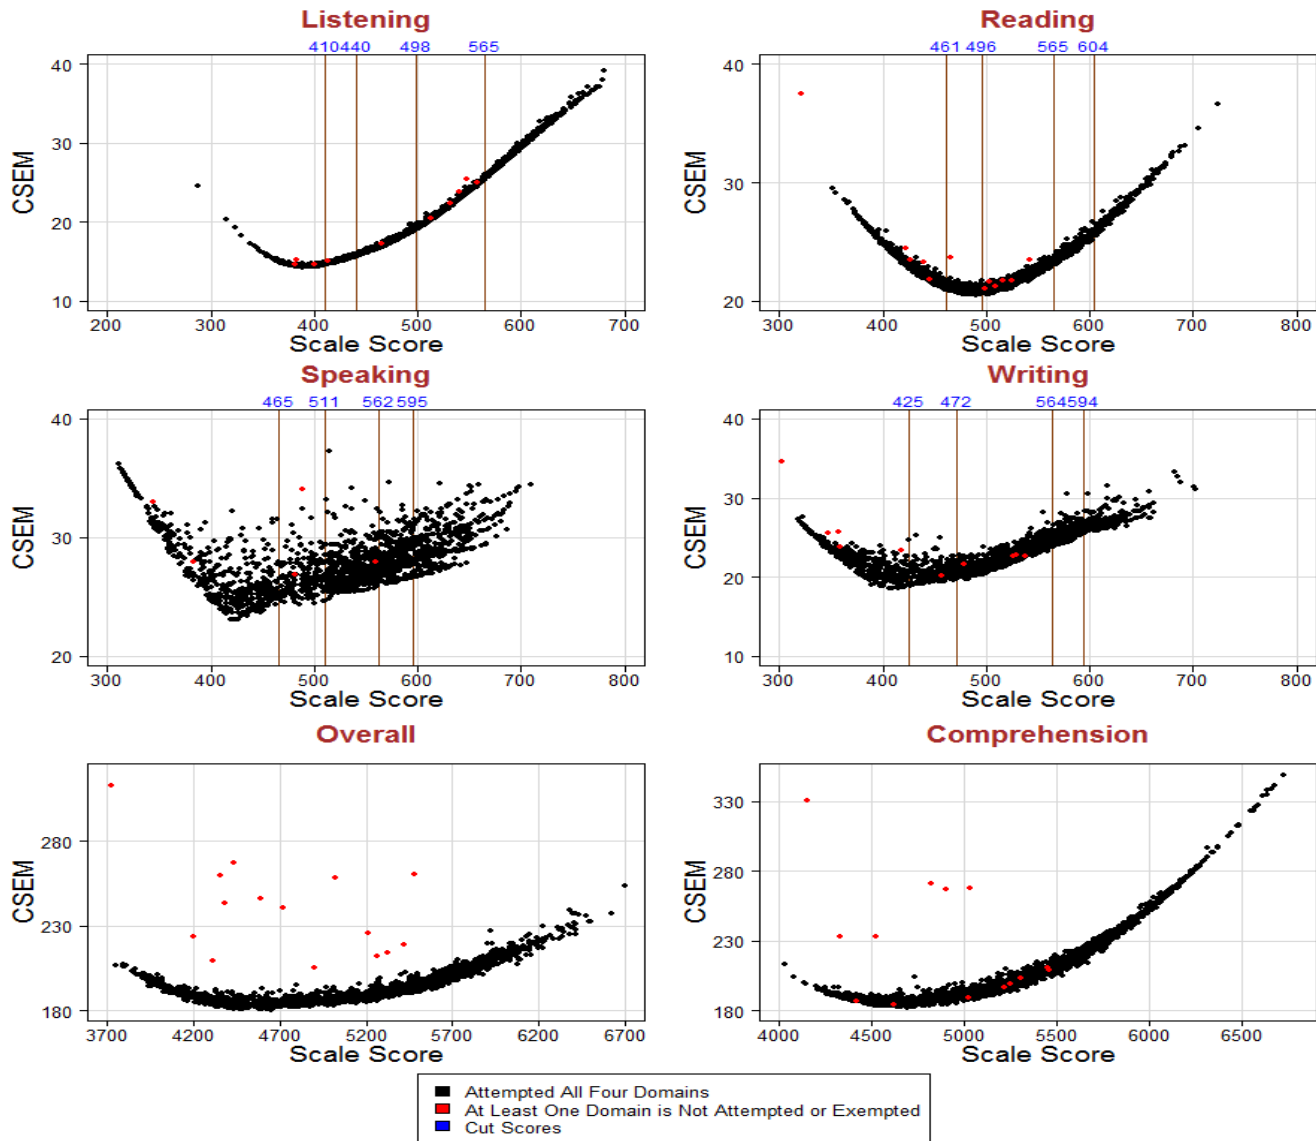 Listening
410 440 498 565
CSEM
40
30
20
10
200 300 400 500 600 700
Scale Score
Reading
461 496 565 604
CSEM
40
30
20
300 400 500 600 700 800
Scale Score
Speaking
465 511 562 595
CSEM
40
30
20
300 400 500 600 700 800
Scale Score
Writing
425 472 564 594
CSEM
40
30
20
10
300 400 500 600 700 800
Scale Score
Overall
CSEM
280
230
180
3700 4200 4700 5200 5700 6200 6700
Scale Score
Comprehension
CSEM
330
280
230
180
4000 4500 5000 5500 6000 6500
Scale Score
Attempted All Four Domains
At Least One Domain is Not Attempted or Exempted
Cut Scores